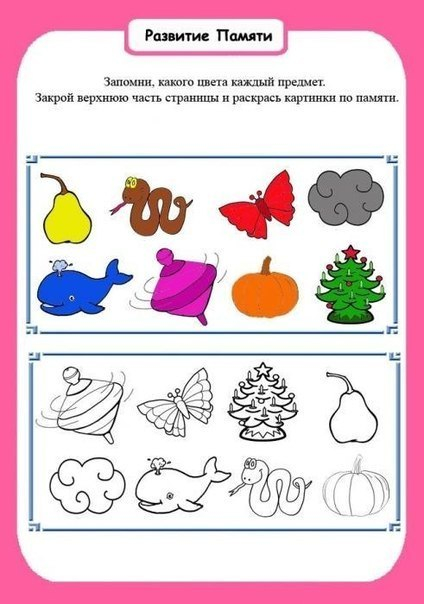 Развитие Памяти
Запомни, какого цвета каждый предмет.
Закрой верхнюю часть страницы и раскрась картинки по памяти.